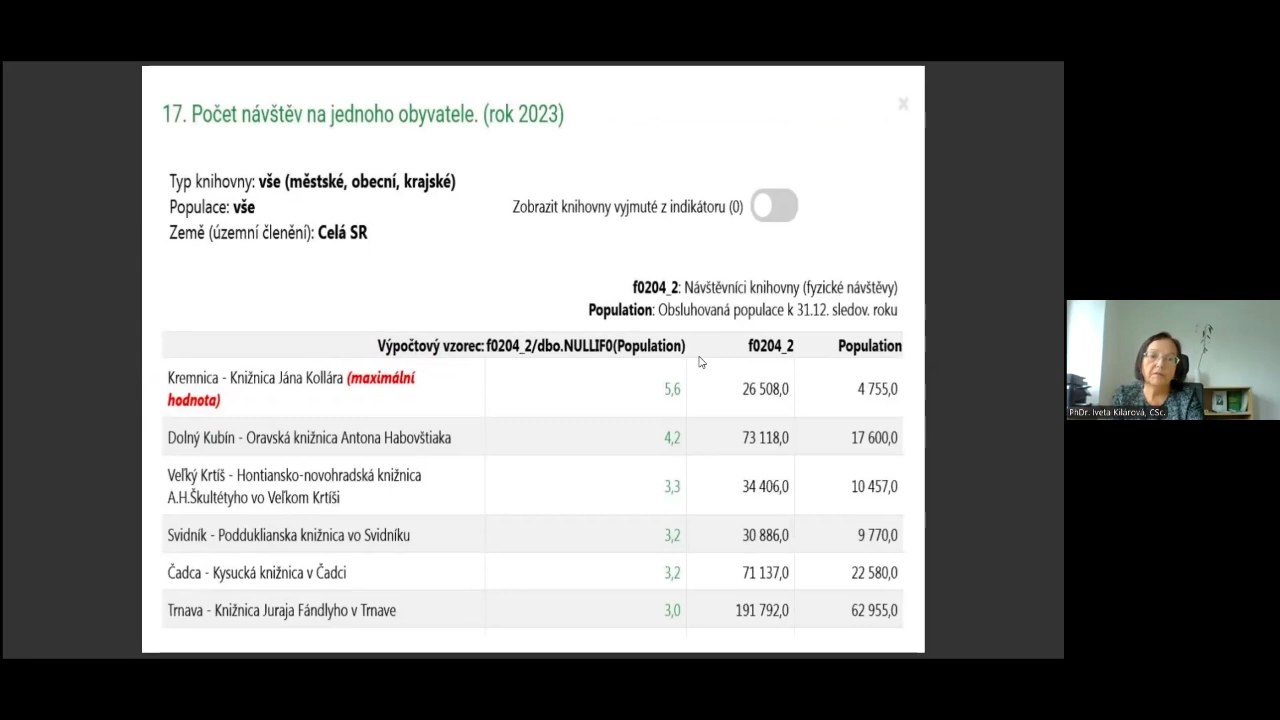 17. Počet návštěv na jednoho obyvatele. (rok 2023)
x
Typ knihovny: vše (městské, obecní, krajské)
Populace: vše
Zobrazit knihovny vyjmuté z indikátoru (0)
Země (územní členění): Celá SR
f0204_2: Návštěvníci knihovny (fyzické návštěvy)
Population: Obsluhovaná populace k 31.12. sledov. roku
Výpočtový vzorec: f0204_2/dbo.NULLIF0(Population) f0204_2 Population
Kremnica - Knižnica Jána Kollára (maximální
hodnota) 5,6 26 508,0 4 755,0
Dolný Kubín - Oravská knižnica Antona Habovštiaka 4,2 73 118,0 17 600,0
Veľký Krtíš - Hontiansko-novohradská knižnica
A.H.Škultétyho vo Veľkom Krtíši 3,3 34 406,0 10 457,0
Svidník - Podduklianska knižnica vo Svidníku 3,2 30 886,0 9 770,0
Čadca - Kysucká knižnica v Čadci 3,2 71 137,0 22 580,0
Trnava - Knižnica Juraja Fándlyho v Trnave 3,0 191 792,0 62 955,0
PhDr. Iveta Kilárová, CSc.